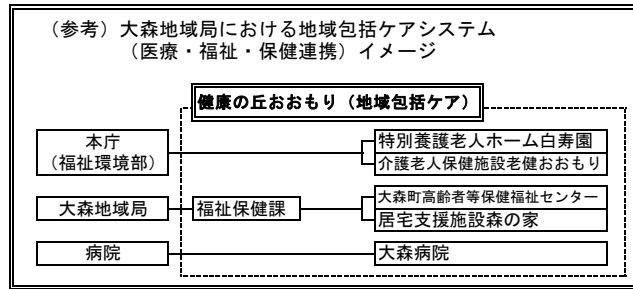 （参考）大森地域局における地域包括ケアシステム
（医療・福祉・保健連携）イメージ
健康の丘おおもり（地域包括ケア）
本庁
（福祉環境部）
特別養護老人ホーム白寿園
介護老人保健施設老健おおもり
大森地域局
福祉保健課
大森町高齢者等保健福祉センター
居宅支援施設森の家
病院
大森病院